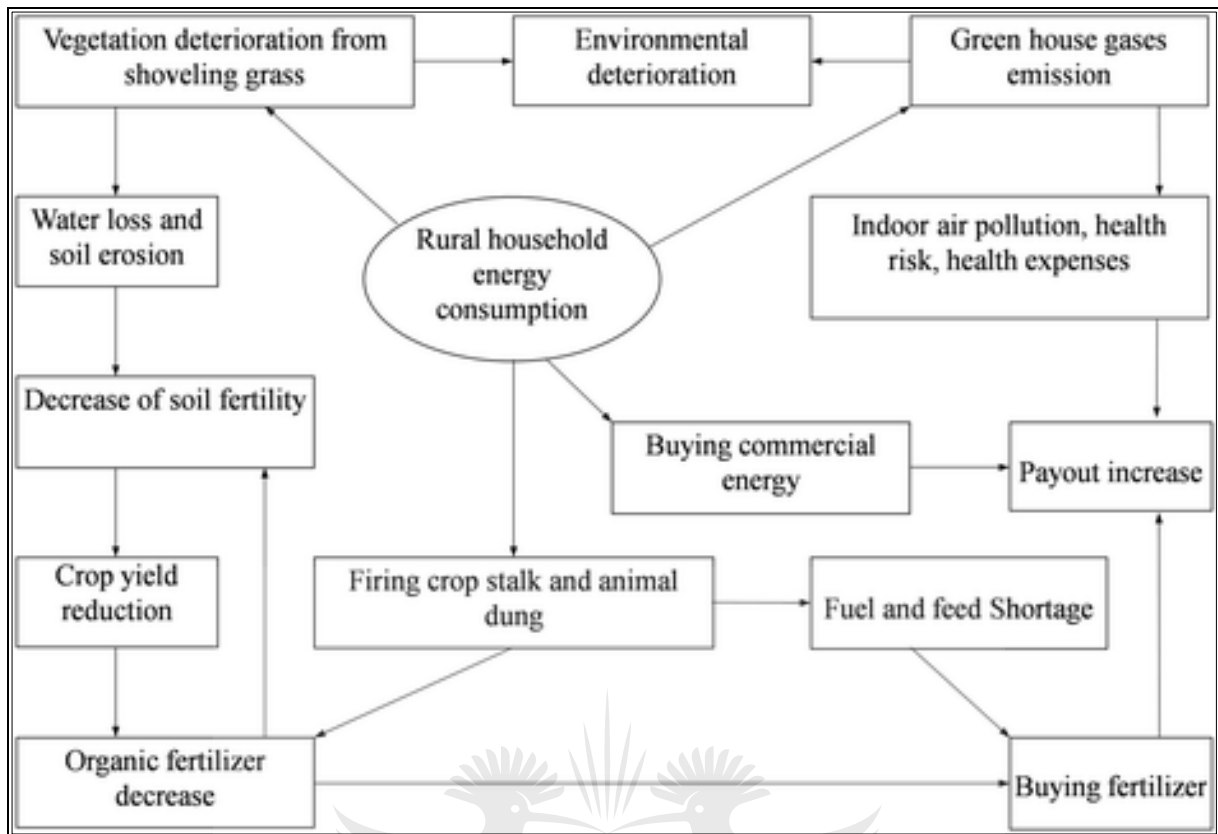 Vegetation deterioration from
shoveling grass
Environmental
deterioration
Green house gases
emission
Water loss and
soil erosion
Rural household
energy
consumption
Indoor air pollution, health
risk, health expenses
Decrease of soil fertility
Buying commercial
energy
Payout increase
Crop yield
reduction
Firing crop stalk and animal
dung
Fuel and feed Shortage
Organic fertilizer
decrease
Buying fertilizer